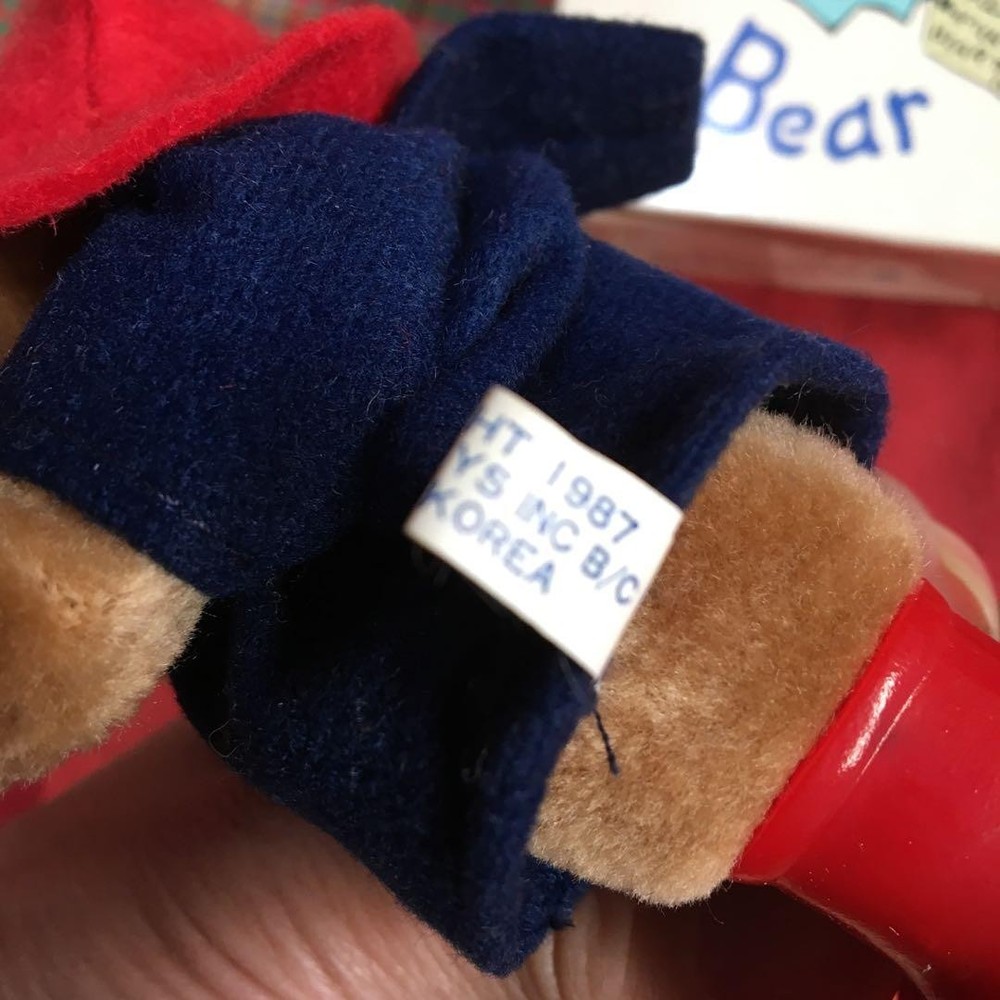 Bear
HT 1987
YS INC B/C
KOREA